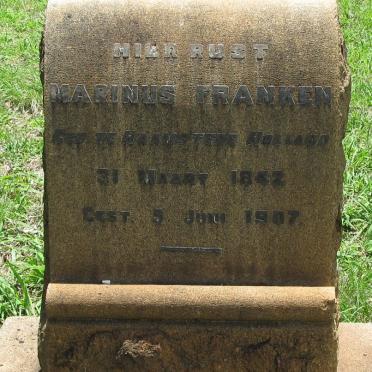 HIER RUST
MARINUS FRANKEN
GEB TE HOLLAND
31 MAART 1842
GEST. 5 JUNI 1907.